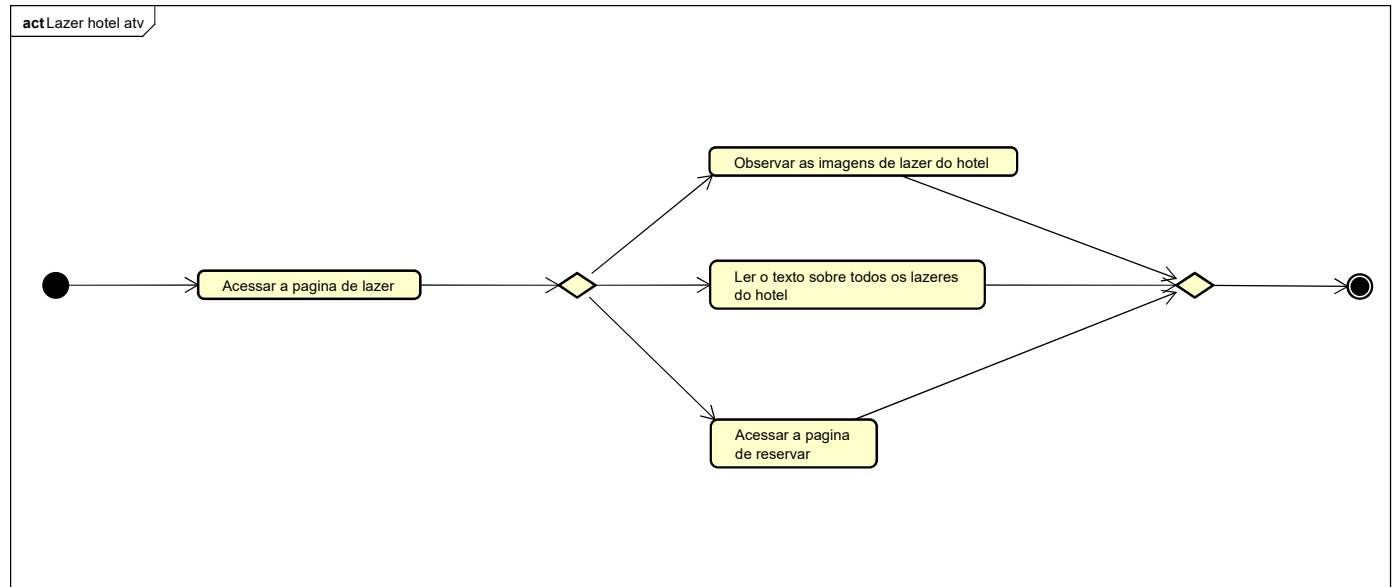 act Lazer hotel atv
Observar as imagens de lazer do hotel
Acessar a pagina de lazer
Ler o texto sobre todos os lazeres
do hotel
Acessar a pagina
de reservar